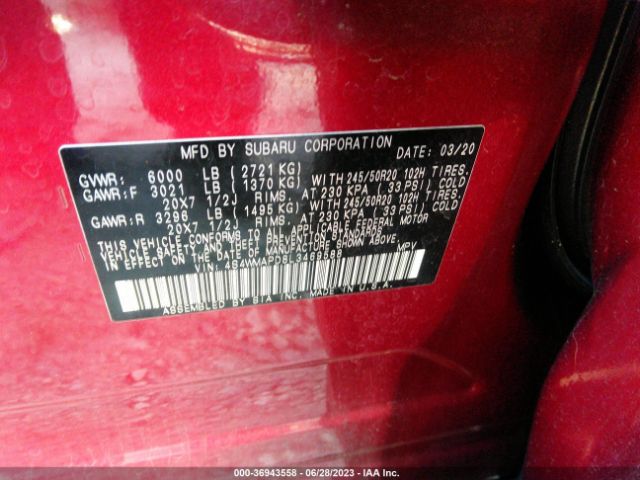 MFD BY SUBARU CORPORATION DATE: 03/20
GVWR: 6000 LB (2721 KG)
GAWR:F 3021 LB (1370 KG) WITH 245/50R20 102H TIRES.
20X7 1/2J RIMS. AT 230 KPA (33 PSI) COLD
GAWR:R 3296 LB (1495 KG) WITH 245/50R20 102H TIRES.
20X7 1/2J RIMS. AT 230 KPA (33 PSI) COLD
THIS VEHICLE CONFORMS TO ALL APPLICABLE FEDERAL MOTOR
VEHICLE SAFETY AND THEFT PREVENTION STANDARDS
IN EFFECT ON THE DATE OF MANUFACTURE SHOWN ABOVE.
VIN: 4S4WMAPD8L3469588 MPV
ASSEMBLED BY SIA INC. MADE IN U.S.A.
000-36943558 - 06/28/2023 - IAA Inc.